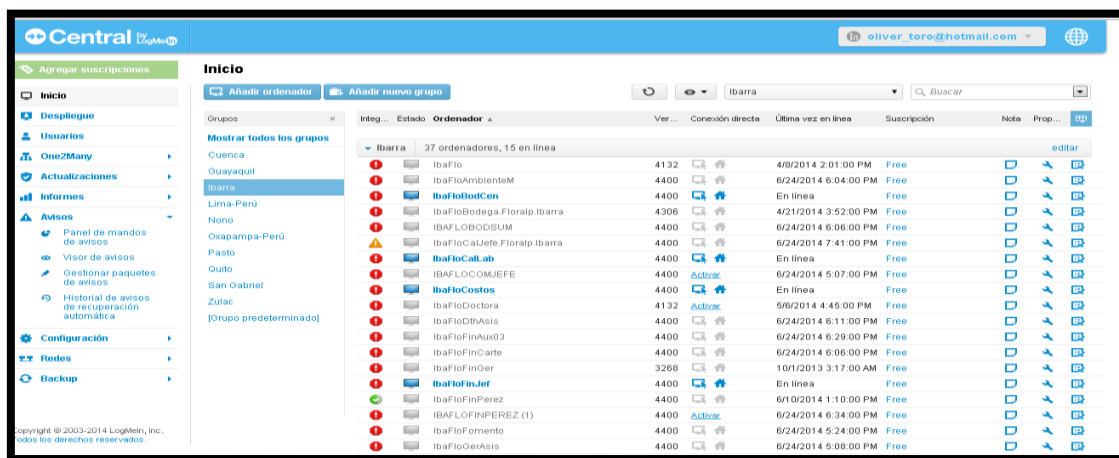 Central by LogMeIn
oliver_toro@hotmail.com
Agregar suscripciones
Inicio
Despliegue
Usuarios
One2Many
Actualizaciones
Informes
Avisos
Panel de mandos
de avisos
Visor de avisos
Gestionar paquetes
de avisos
Historial de avisos
de recuperación
automática
Configuración
Redes
Backup
Copyright © 2003-2014 LogMeIn, Inc.
Todos los derechos reservados.
Inicio
Añadir ordenador
Añadir nuevo grupo
Ibarra
Buscar
Grupos
Mostrar todos los grupos
Cuenca
Guayaquil
Ibarra
Lima-Perú
Nono
Oxapampa-Perú
Pasto
Quito
San Gabriel
Zulac
[Grupo predeterminado]
Integ... Estado Ordenador Ver... Conexión directa Última vez en línea Suscripción Nota Prop...
Ibarra 37 ordenadores, 15 en línea editar
IbaFlo 4132 4/8/2014 2:01:00 PM Free
IbaFloAmbienteM 4400 6/24/2014 6:04:00 PM Free
IbaFloBodCen 4400 En línea Free
IbaFloBodega.Floralp.Ibarra 4306 4/21/2014 3:52:00 PM Free
IBAFLOBODSUM 4400 6/24/2014 6:06:00 PM Free
IbaFloCalJefe.Floralp.Ibarra 4400 6/24/2014 7:41:00 PM Free
IbaFloCalLab 4400 En línea Free
IBAFLOCOMJEFE 4400 Activar 6/24/2014 5:07:00 PM Free
IbaFloCostos 4400 En línea Free
IbaFloDoctora 4132 Activar 5/6/2014 4:45:00 PM Free
IbaFloDthAsis 4400 6/24/2014 6:11:00 PM Free
IbaFloFinAux03 4400 6/24/2014 6:29:00 PM Free
IbaFloFinCarte 4400 6/24/2014 6:06:00 PM Free
IbaFloFinGer 3268 10/1/2013 3:17:00 AM Free
IbaFloFinJef 4400 En línea Free
IbaFloFinPerez 4400 6/10/2014 1:10:00 PM Free
IBAFLOFINPEREZ (1) 4400 Activar 6/24/2014 6:34:00 PM Free
IbaFloFomento 4400 6/24/2014 5:24:00 PM Free
IbaFloGerAsis 4400 6/24/2014 5:08:00 PM Free